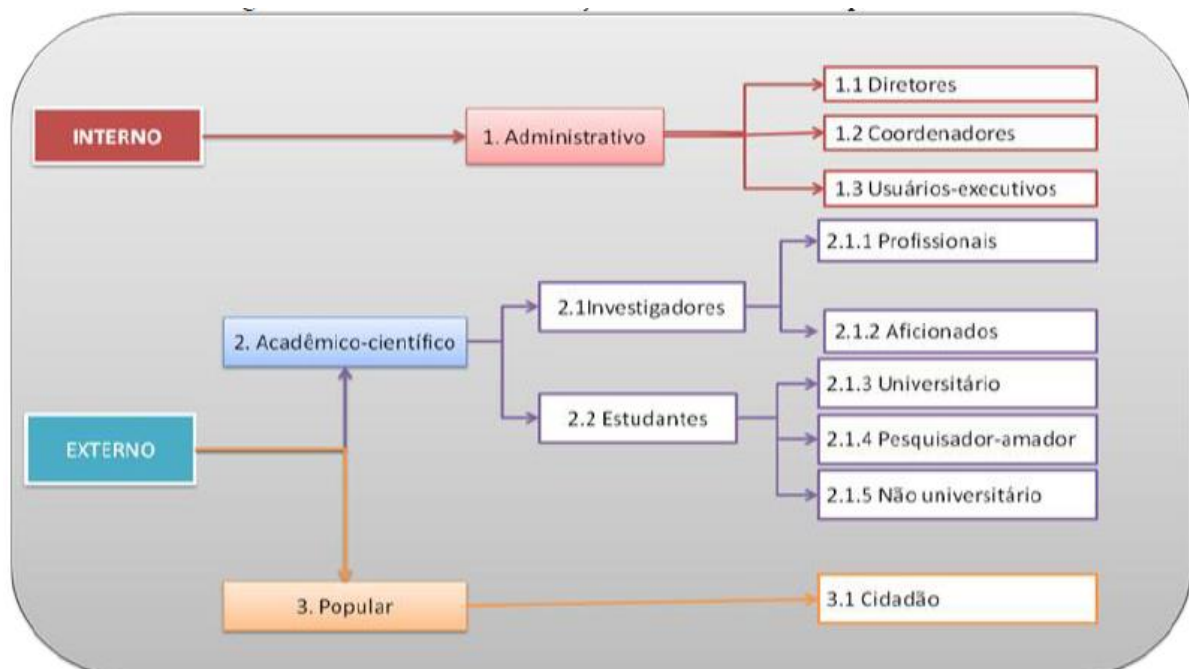 INTERNO
1. Administrativo
1.1 Diretores
1.2 Coordenadores
1.3 Usuários-executivos
EXTERNO
2. Acadêmico-científico
2.1Investigadores
2.1.1 Profissionais
2.1.2 Aficionados
2.2 Estudantes
2.1.3 Universitário
2.1.4 Pesquisador-amador
2.1.5 Não universitário
3. Popular
3.1 Cidadão